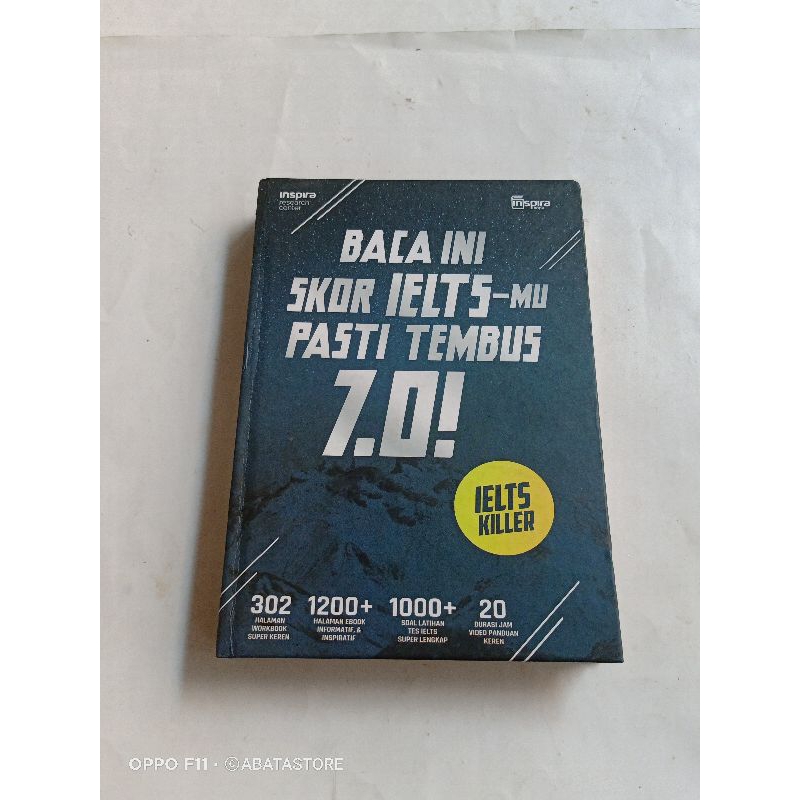 inspira
research
center
inspira
BACA INI
SKOR IELTS-MU
PASTI TEMBUS
7.0!
IELTS
KILLER
302
HALAMAN
WORKBOOK
SUPER KEREN
1200+
HALAMAN EBOOK
INFORMATIF, &
INSPIRATIF
1000+
SOAL LATIHAN
TES IELTS
SUPER LENGKAP
20
DURASI JAM
VIDEO PANDUAN
KEREN
OPPO F11 · ©ABATASTORE